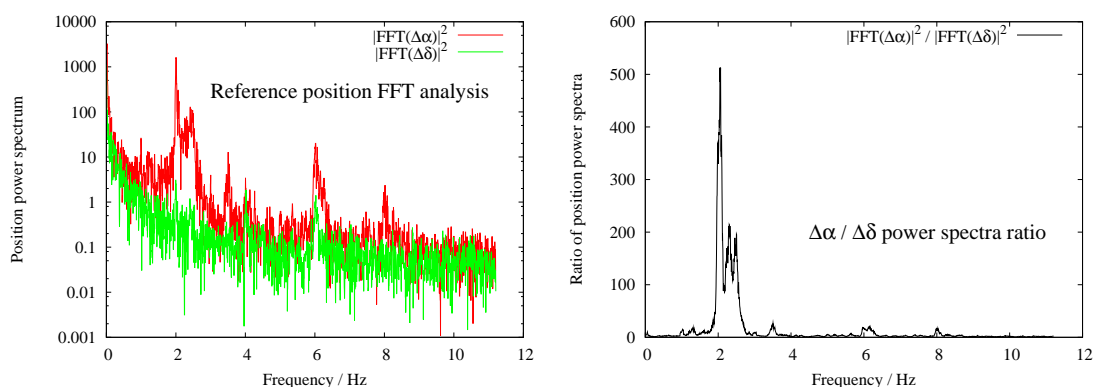 10000
1000
100
10
1
0.1
0.01
0.001
0 2 4 6 8 10 12
Position power spectrum
Frequency / Hz
|FFT(Δα)|²
|FFT(Δδ)|²
Reference position FFT analysis
600
500
400
300
200
100
0
0 2 4 6 8 10 12
Ratio of position power spectra
Frequency / Hz
|FFT(Δα)|² / |FFT(Δδ)|²
Δα / Δδ power spectra ratio